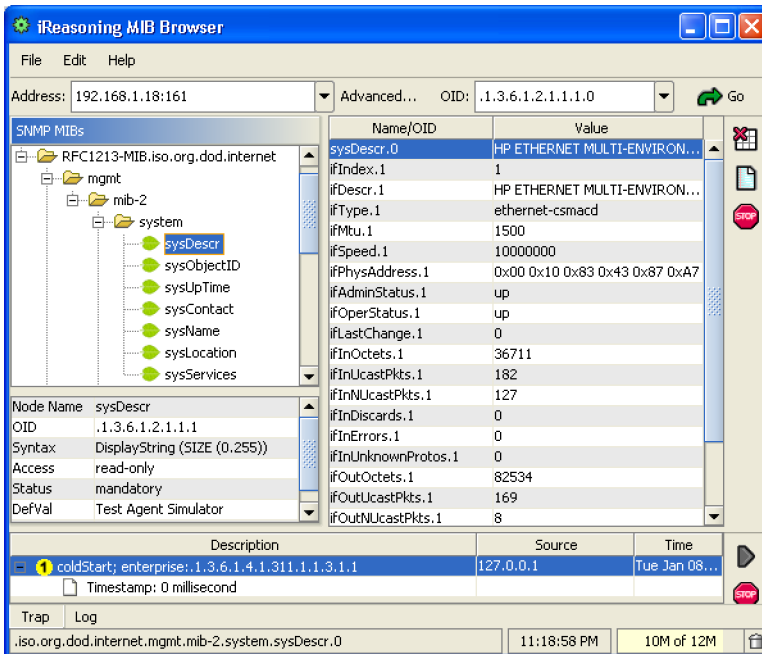 iReasoning MIB Browser
File Edit Help
Address: 192.168.1.18:161 Advanced... OID: .1.3.6.1.2.1.1.1.0 Go
SNMP MIBs
RFC1213-MIB.iso.org.dod.internet
mgmt
mib-2
system
sysDescr
sysObjectID
sysUpTime
sysContact
sysName
sysLocation
sysServices
Node Name sysDescr
OID .1.3.6.1.2.1.1.1
Syntax DisplayString (SIZE (0.255))
Access read-only
Status mandatory
DefVal Test Agent Simulator
Name/OID Value
sysDescr.0 HP ETHERNET MULTI-ENVIRON...
ifIndex.1 1
ifDescr.1 HP ETHERNET MULTI-ENVIRON...
ifType.1 ethernet-csmacd
ifMtu.1 1500
ifSpeed.1 10000000
ifPhysAddress.1 0x00 0x10 0x83 0x43 0x87 0xA7
ifAdminStatus.1 up
ifOperStatus.1 up
ifLastChange.1 0
ifInOctets.1 36711
ifInUcastPkts.1 182
ifInNUcastPkts.1 127
ifInDiscards.1 0
ifInErrors.1 0
ifInUnknownProtos.1 0
ifOutOctets.1 82534
ifOutUcastPkts.1 169
ifOutNUcastPkts.1 8
STOP
Description Source Time
1 coldStart; enterprise:.1.3.6.1.4.1.311.1.1.3.1.1 127.0.0.1 Tue Jan 08...
Timestamp: 0 millisecond
STOP
Trap Log
.iso.org.dod.internet.mgmt.mib-2.system.sysDescr.0 11:18:58 PM 10M of 12M